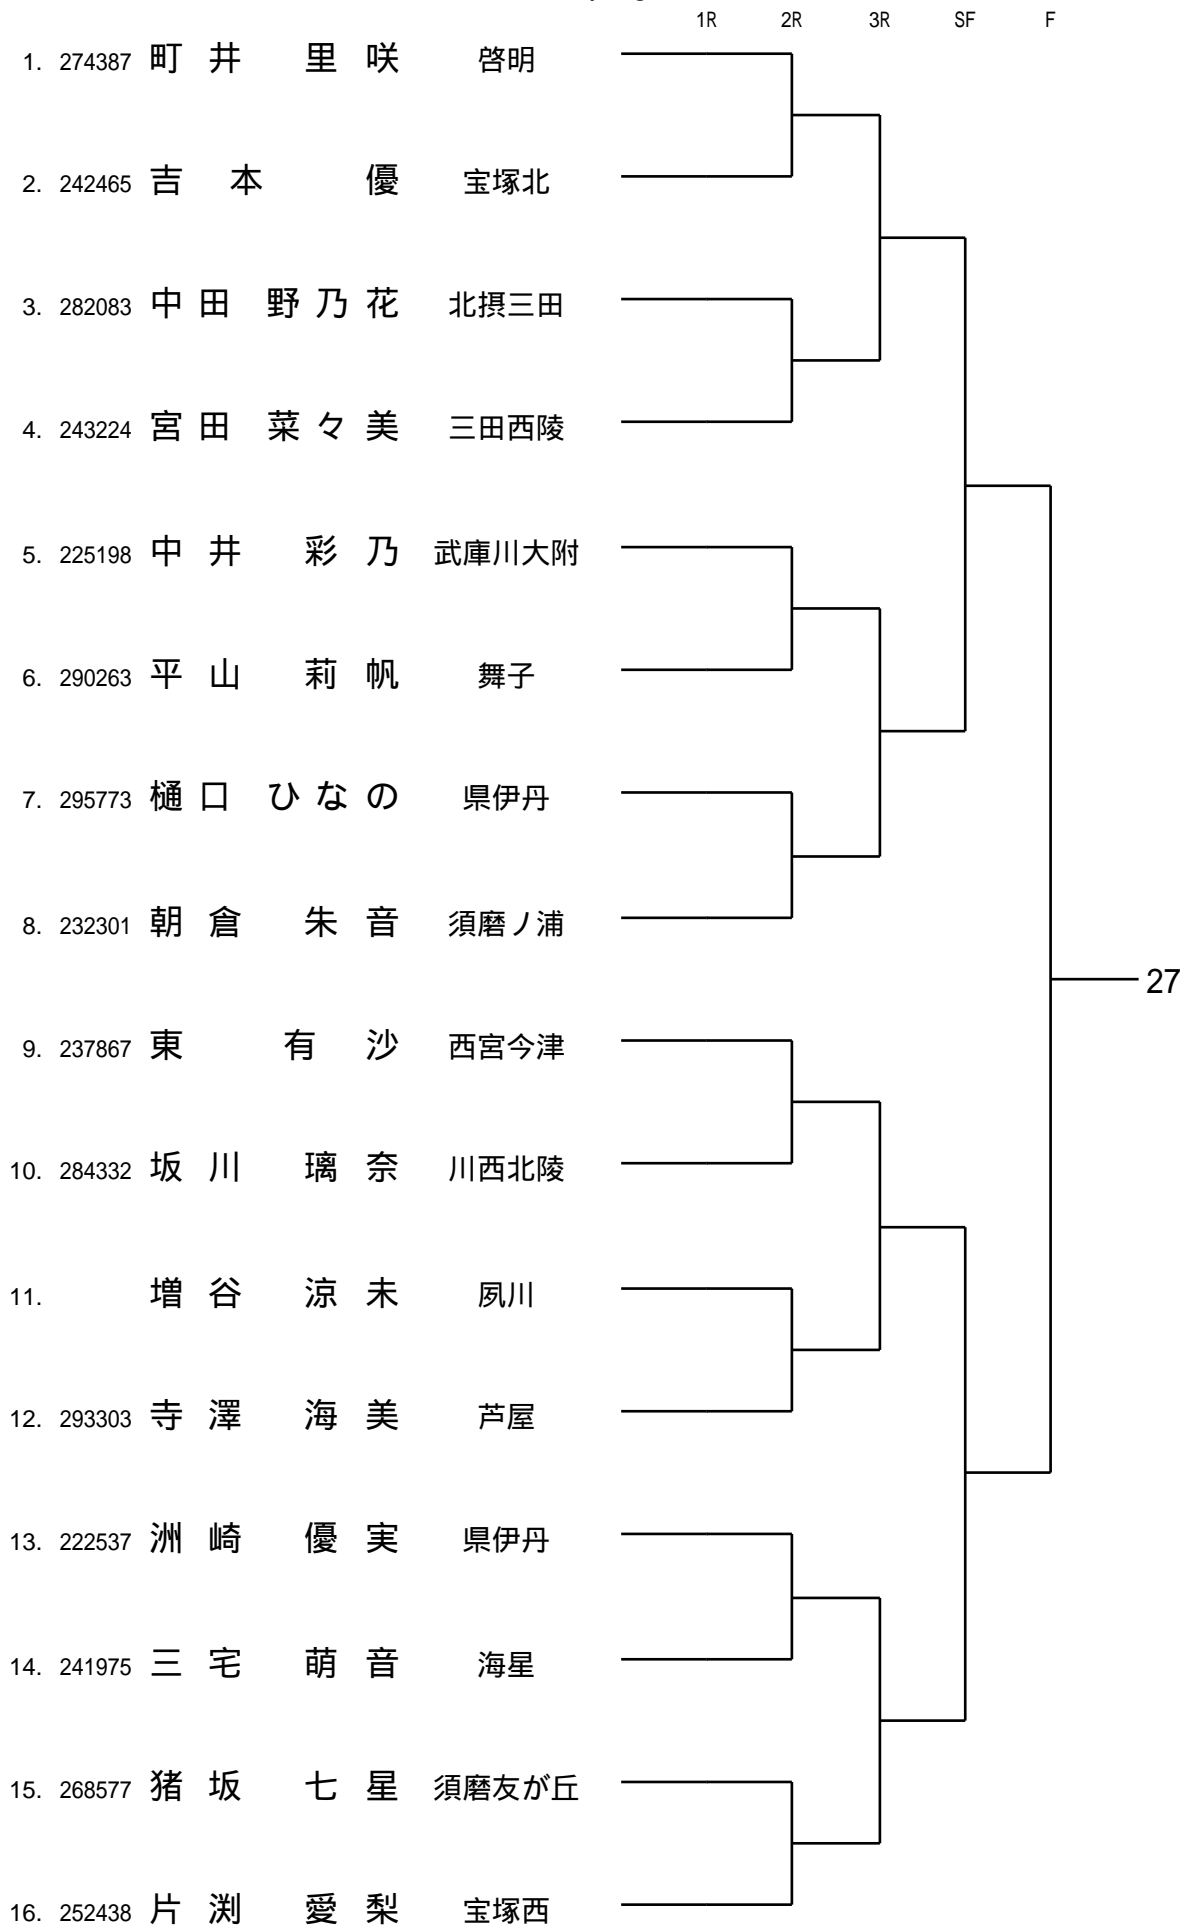 1R 2R 3R SF F
1. 274387 町井 里咲 啓明
2. 242465 吉本 優 宝塚北
3. 282083 中田 野乃花 北摂三田
4. 243224 宮田 菜々美 三田西陵
5. 225198 中井 彩乃 武庫川大附
6. 290263 平山 莉帆 舞子
7. 295773 樋口 ひなの 県伊丹
8. 232301 朝倉 朱音 須磨ノ浦
27
9. 237867 東 有沙 西宮今津
10. 284332 坂川 璃奈 川西北陵
11. 増谷 涼未 夙川
12. 293303 寺澤 海美 芦屋
13. 222537 洲崎 優実 県伊丹
14. 241975 三宅 萌音 海星
15. 268577 猪坂 七星 須磨友が丘
16. 252438 片渕 愛梨 宝塚西